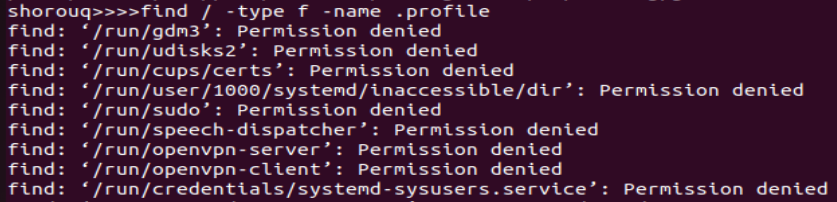 shorouq>>>>find / -type f -name .profile
find: ‘/run/gdm3’: Permission denied
find: ‘/run/udisks2’: Permission denied
find: ‘/run/cups/certs’: Permission denied
find: ‘/run/user/1000/systemd/inaccessible/dir’: Permission denied
find: ‘/run/sudo’: Permission denied
find: ‘/run/speech-dispatcher’: Permission denied
find: ‘/run/openvpn-server’: Permission denied
find: ‘/run/openvpn-client’: Permission denied
find: ‘/run/credentials/systemd-sysusers.service’: Permission denied